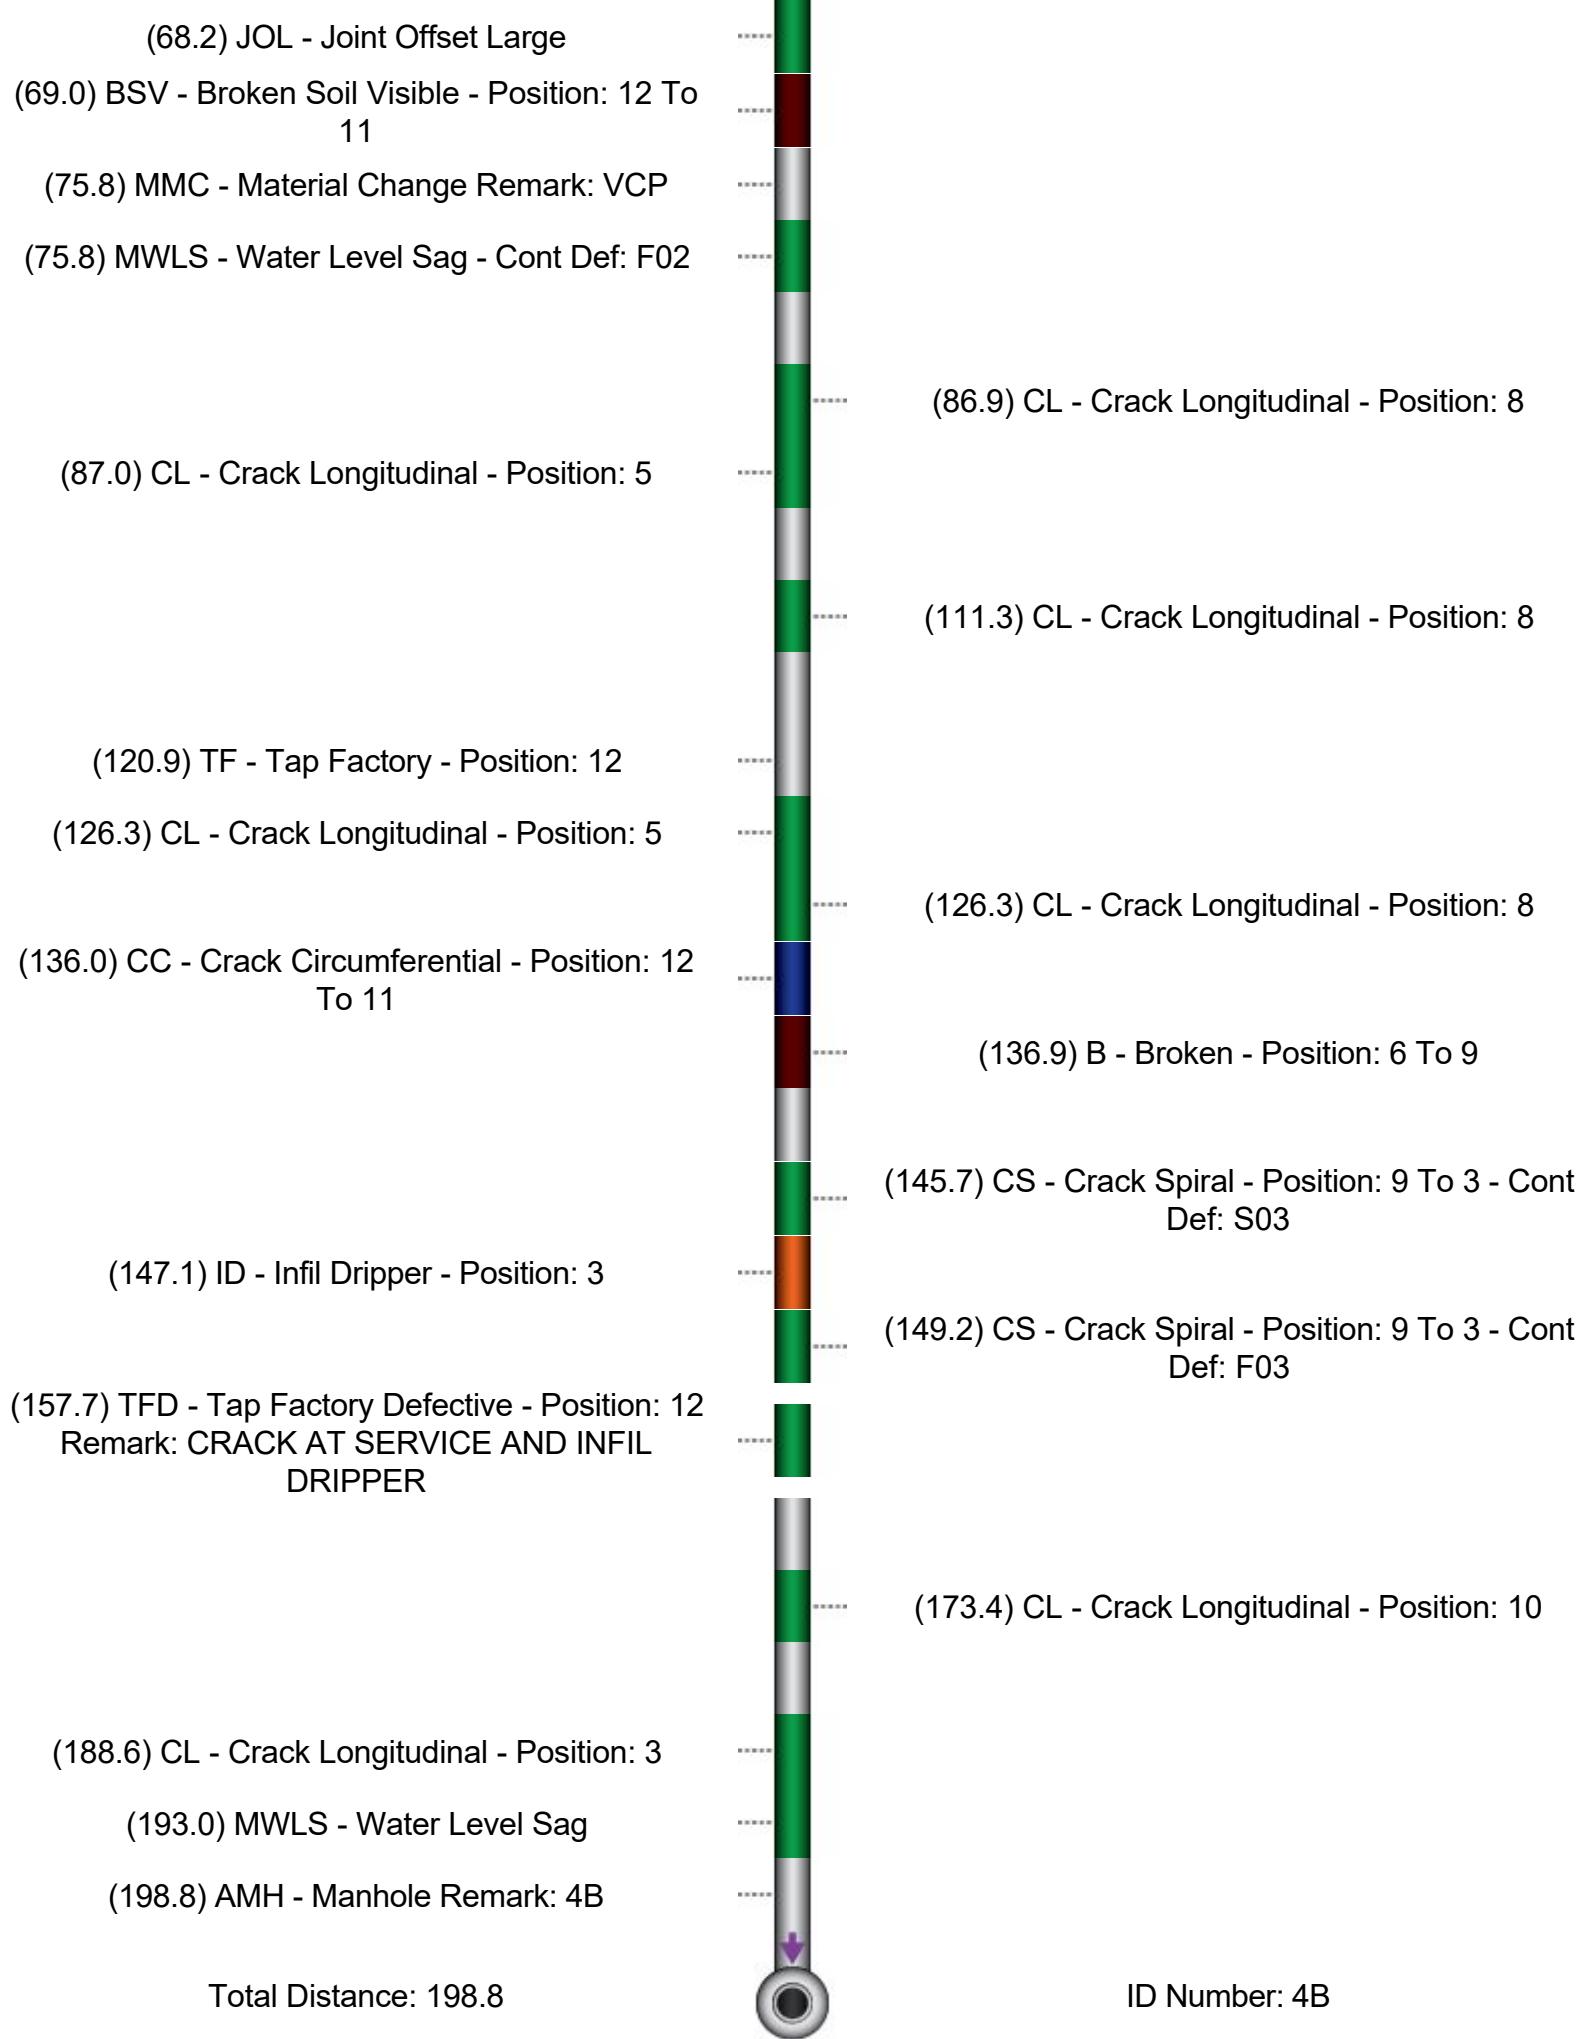 (68.2) JOL - Joint Offset Large
(69.0) BSV - Broken Soil Visible - Position: 12 To
11
(75.8) MMC - Material Change Remark: VCP
(75.8) MWLS - Water Level Sag - Cont Def: F02
(86.9) CL - Crack Longitudinal - Position: 8
(87.0) CL - Crack Longitudinal - Position: 5
(111.3) CL - Crack Longitudinal - Position: 8
(120.9) TF - Tap Factory - Position: 12
(126.3) CL - Crack Longitudinal - Position: 5
(126.3) CL - Crack Longitudinal - Position: 8
(136.0) CC - Crack Circumferential - Position: 12
To 11
(136.9) B - Broken - Position: 6 To 9
(145.7) CS - Crack Spiral - Position: 9 To 3 - Cont
Def: S03
(147.1) ID - Infil Dripper - Position: 3
(149.2) CS - Crack Spiral - Position: 9 To 3 - Cont
Def: F03
(157.7) TFD - Tap Factory Defective - Position: 12
Remark: CRACK AT SERVICE AND INFIL
DRIPPER
(173.4) CL - Crack Longitudinal - Position: 10
(188.6) CL - Crack Longitudinal - Position: 3
(193.0) MWLS - Water Level Sag
(198.8) AMH - Manhole Remark: 4B
Total Distance: 198.8
ID Number: 4B